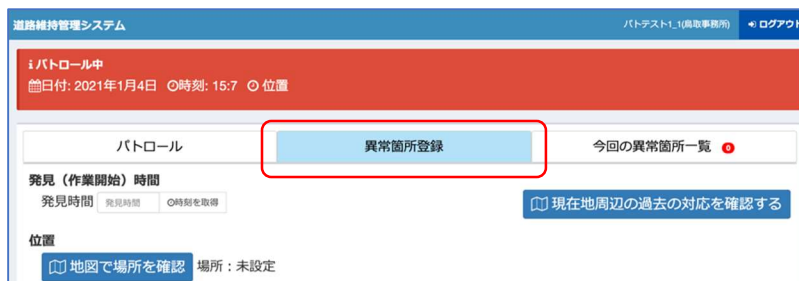 道路維持管理システム パトテスト1_1(鳥取事務所) ログアウト
i パトロール中
日付: 2021年1月4日 時刻: 15:7 位置
パトロール 異常箇所登録 今回の異常箇所一覧 0
発見（作業開始）時間
発見時間 発見時間 時刻を取得 現在地周辺の過去の対応を確認する
位置
地図で場所を確認 場所：未設定